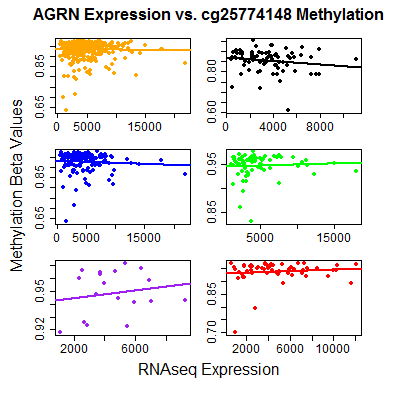 AGRN Expression vs. cg25774148 Methylation
Methylation Beta Values
0.65 0.85
0 5000 15000
0.60 0.80
0 4000 8000
0.65 0.85
0 5000 15000
0.85 0.95
5000 15000
0.92 0.95
2000 6000
0.70 0.85
2000 6000 10000
RNAseq Expression